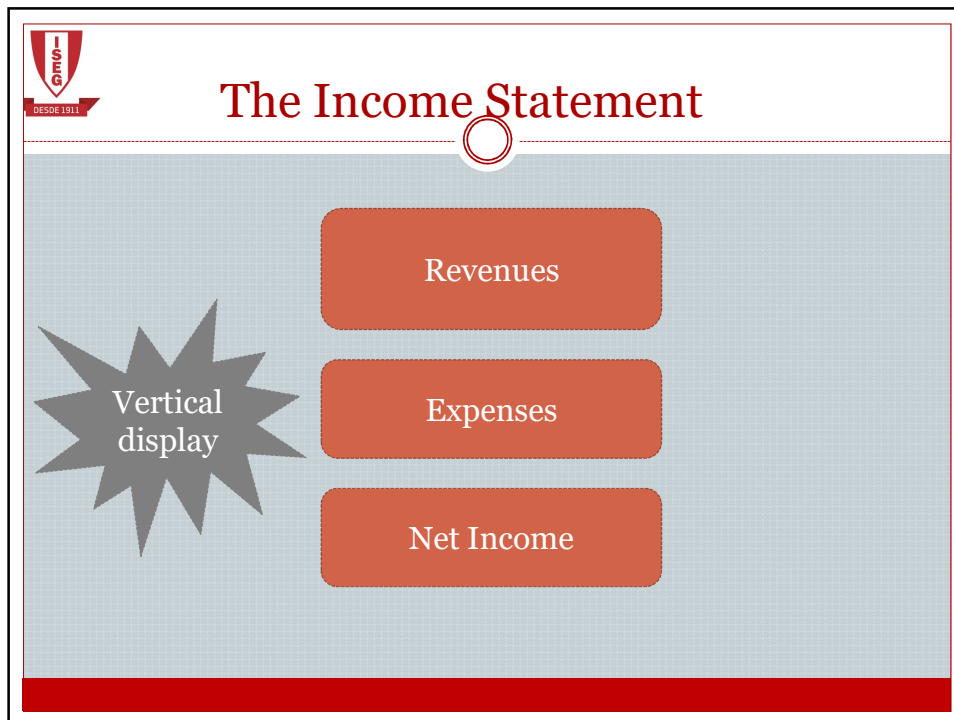 ISEG
DESDE 1911
The Income Statement
Revenues
Vertical
display
Expenses
Net Income